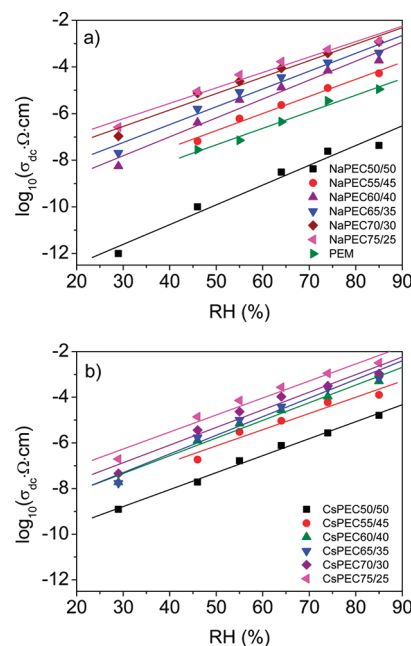 a)
-2
-4
-6
-8
-10
-12
log10(σdc·Ω·cm)
NaPEC50/50
NaPEC55/45
NaPEC60/40
NaPEC65/35
NaPEC70/30
NaPEC75/25
PEM
20 30 40 50 60 70 80 90
RH (%)
b)
-2
-4
-6
-8
-10
-12
log10(σdc·Ω·cm)
CsPEC50/50
CsPEC55/45
CsPEC60/40
CsPEC65/35
CsPEC70/30
CsPEC75/25
20 30 40 50 60 70 80 90
RH (%)